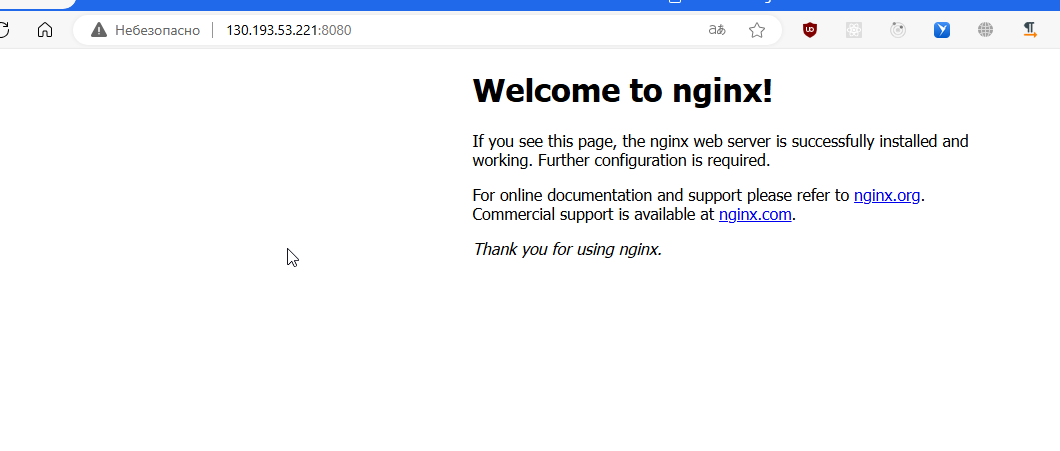 Небезопасно 130.193.53.221:8080 aあ
Welcome to nginx!
If you see this page, the nginx web server is successfully installed and
working. Further configuration is required.
For online documentation and support please refer to nginx.org.
Commercial support is available at nginx.com.
Thank you for using nginx.